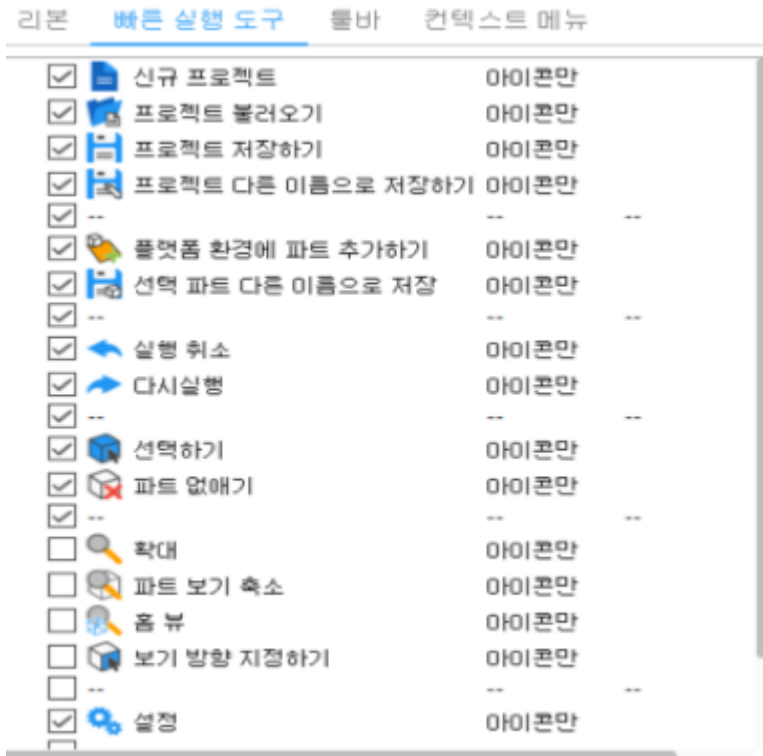 리본 빠른 실행 도구 툴바 컨텍스트 메뉴
신규 프로젝트 아이콘만
프로젝트 불러오기 아이콘만
프로젝트 저장하기 아이콘만
프로젝트 다른 이름으로 저장하기 아이콘만
-- -- --
플랫폼 환경에 파트 추가하기 아이콘만
선택 파트 다른 이름으로 저장 아이콘만
-- -- --
실행 취소 아이콘만
다시실행 아이콘만
-- -- --
선택하기 아이콘만
파트 없애기 아이콘만
-- -- --
확대 아이콘만
파트 보기 축소 아이콘만
홈 뷰 아이콘만
보기 방향 지정하기 아이콘만
-- -- --
설정 아이콘만